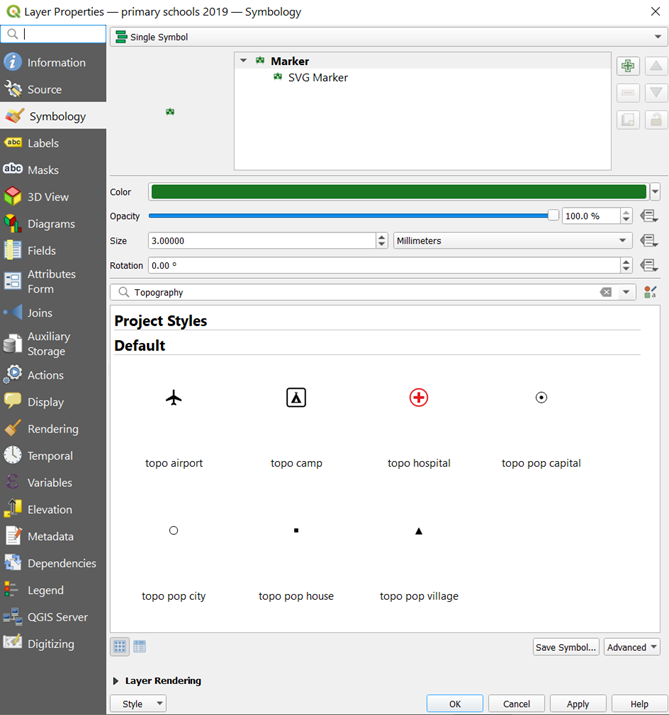 Layer Properties — primary schools 2019 — Symbology
Information
Source
Symbology
abc Labels
abc Masks
3D View
Diagrams
Fields
Attributes
Form
Joins
Auxiliary
Storage
Actions
Display
Rendering
Temporal
Variables
Elevation
Metadata
Dependencies
Legend
QGIS Server
Digitizing
Single Symbol
Marker
SVG Marker
Color
Opacity 100.0 %
Size 3.00000 Millimeters
Rotation 0.00 °
Topography
Project Styles
Default
topo airport topo camp topo hospital topo pop capital
topo pop city topo pop house topo pop village
Save Symbol... Advanced
Layer Rendering
Style OK Cancel Apply Help